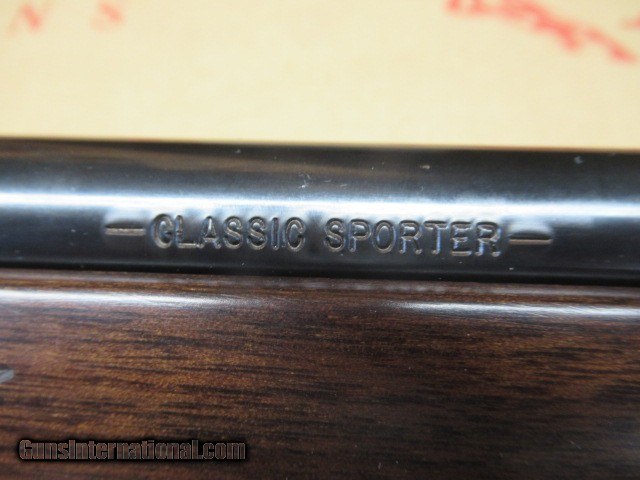 N S
—CLASSIC SPORTER—
GunsInternational.com